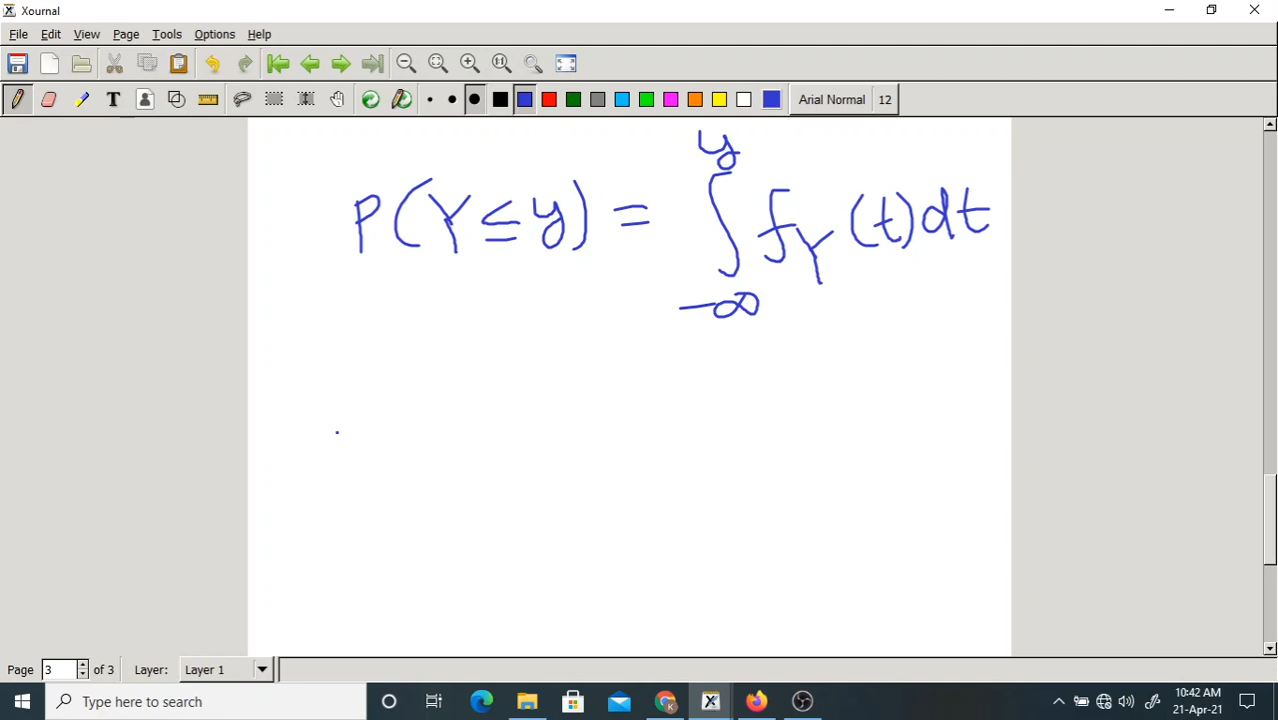 Xournal
File Edit View Page Tools Options Help
Arial Normal 12
P(Y ≤ y) = ∫_{-∞}^{y} f_Y(t)dt
Page 3 of 3 Layer: Layer 1
Type here to search
10:42 AM
21-Apr-21